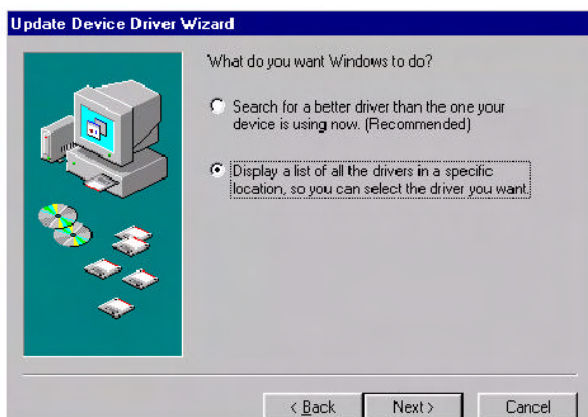 Update Device Driver Wizard
What do you want Windows to do?
Search for a better driver than the one your
device is using now. (Recommended)
Display a list of all the drivers in a specific
location, so you can select the driver you want.
< Back
Next >
Cancel